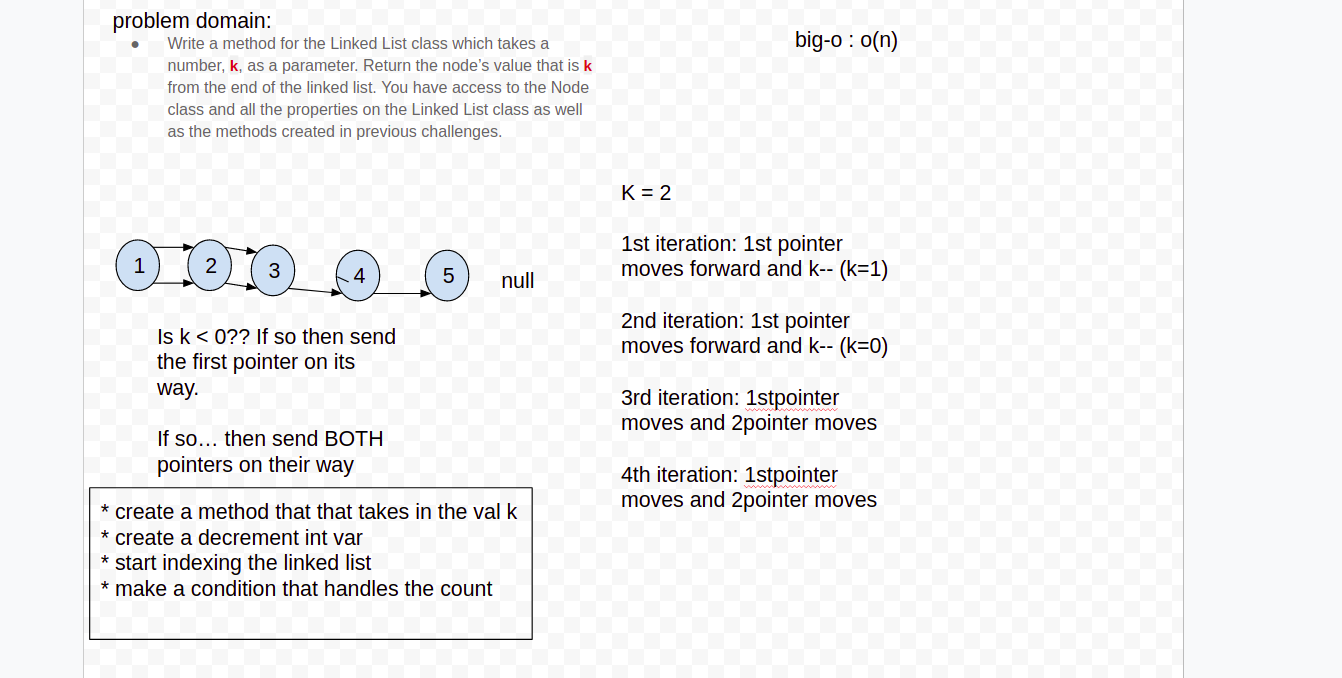 problem domain:
● Write a method for the Linked List class which takes a
number, k, as a parameter. Return the node's value that is k
from the end of the linked list. You have access to the Node
class and all the properties on the Linked List class as well
as the methods created in previous challenges.
big-o : o(n)
1 2 3 4 5 null
Is k < 0?? If so then send
the first pointer on its
way.
If so… then send BOTH
pointers on their way
* create a method that that takes in the val k
* create a decrement int var
* start indexing the linked list
* make a condition that handles the count
K = 2
1st iteration: 1st pointer
moves forward and k-- (k=1)
2nd iteration: 1st pointer
moves forward and k-- (k=0)
3rd iteration: 1stpointer
moves and 2pointer moves
4th iteration: 1stpointer
moves and 2pointer moves